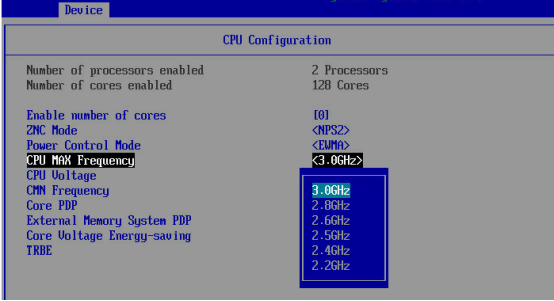 Device
CPU Configuration
Number of processors enabled 2 Processors
Number of cores enabled 128 Cores
Enable number of cores [0]
ZNC Mode <NPS2>
Power Control Mode <EWMA>
CPU MAX Frequency <3.0GHz>
CPU Voltage
CMN Frequency 3.0GHz
Core PDP 2.8GHz
External Memory System PDP 2.6GHz
Core Voltage Energy-saving 2.5GHz
TRBE 2.4GHz
2.2GHz